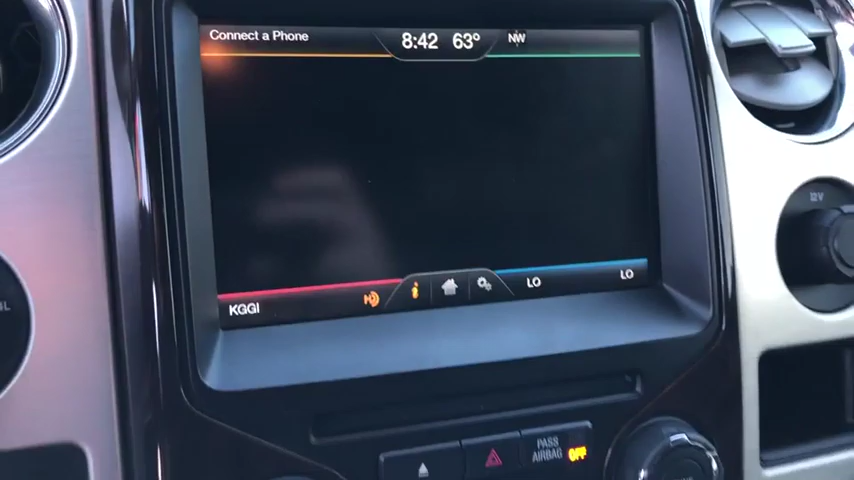 Connect a Phone
8:42 63° NW
KGGI
LO LO
12V
PASS
AIRBAG OFF